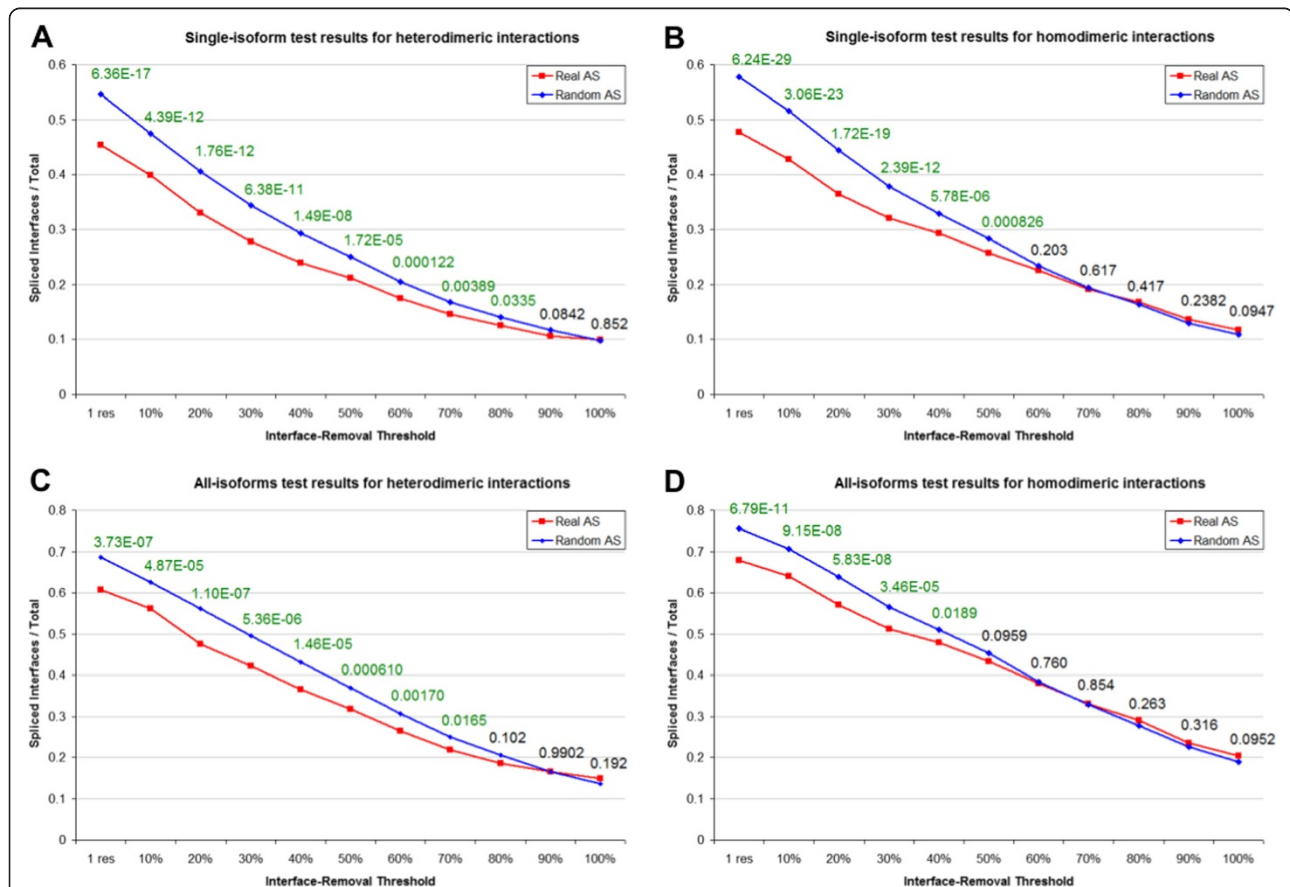 A
Single-isoform test results for heterodimeric interactions
Real AS
Random AS
Spliced Interfaces / Total
0.6
0.5
0.4
0.3
0.2
0.1
0
6.36E-17
4.39E-12
1.76E-12
6.38E-11
1.49E-08
1.72E-05
0.000122
0.00389
0.0335
0.0842
0.852
1 res 10% 20% 30% 40% 50% 60% 70% 80% 90% 100%
Interface-Removal Threshold
B
Single-isoform test results for homodimeric interactions
Real AS
Random AS
Spliced Interfaces / Total
0.6
0.5
0.4
0.3
0.2
0.1
0
6.24E-29
3.06E-23
1.72E-19
2.39E-12
5.78E-06
0.000826
0.203
0.617
0.417
0.2382
0.0947
1 res 10% 20% 30% 40% 50% 60% 70% 80% 90% 100%
Interface-Removal Threshold
C
All-isoforms test results for heterodimeric interactions
Real AS
Random AS
Spliced Interfaces / Total
0.8
0.7
0.6
0.5
0.4
0.3
0.2
0.1
0
3.73E-07
4.87E-05
1.10E-07
5.36E-06
1.46E-05
0.000610
0.00170
0.0165
0.102
0.9902
0.192
1 res 10% 20% 30% 40% 50% 60% 70% 80% 90% 100%
Interface-Removal Threshold
D
All-isoforms test results for homodimeric interactions
Real AS
Random AS
Spliced Interfaces / Total
0.8
0.7
0.6
0.5
0.4
0.3
0.2
0.1
0
6.79E-11
9.15E-08
5.83E-08
3.46E-05
0.0189
0.0959
0.760
0.854
0.263
0.316
0.0952
1 res 10% 20% 30% 40% 50% 60% 70% 80% 90% 100%
Interface-Removal Threshold